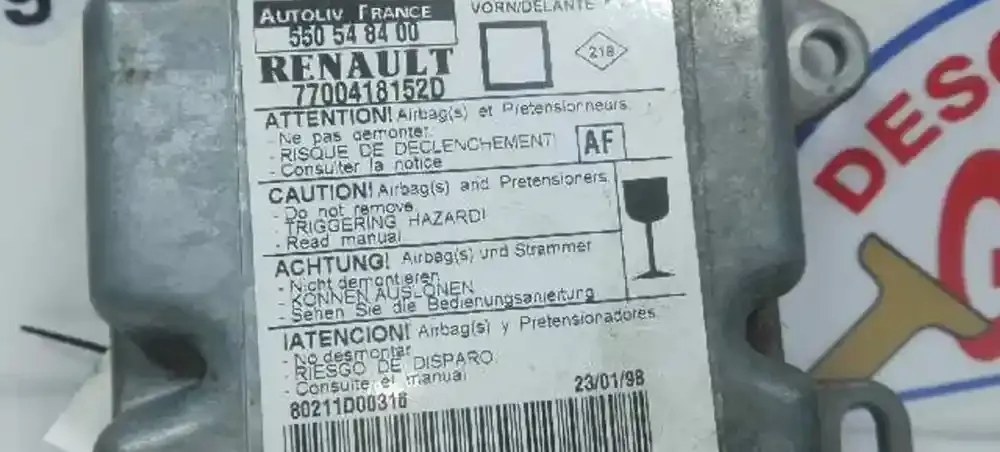 AUTOLIV FRANCE
550 54 84 00
RENAULT
7700418152D
VORN/DELANTE
218
ATTENTION! Airbag(s) et Pretensionneurs.
- Ne pas demonter.
- RISQUE DE DECLENCHEMENT!
- Consulter la notice
AF
CAUTION! Airbag(s) and Pretensioners.
- Do not remove
- TRIGGERING HAZARD!
- Read manual
ACHTUNG! Airbag(s) und Strammer
- Nicht demontieren.
- KONNEN AUS-ONEN
- Sehen Sie die Bedienungsanleitung
!ATENCION! Airbag(s) y Pretensionadores.
- No desmontar
- RIESGO DE DISPARO.
- Consulte el manual
80211D00316
23/01/98
DESG